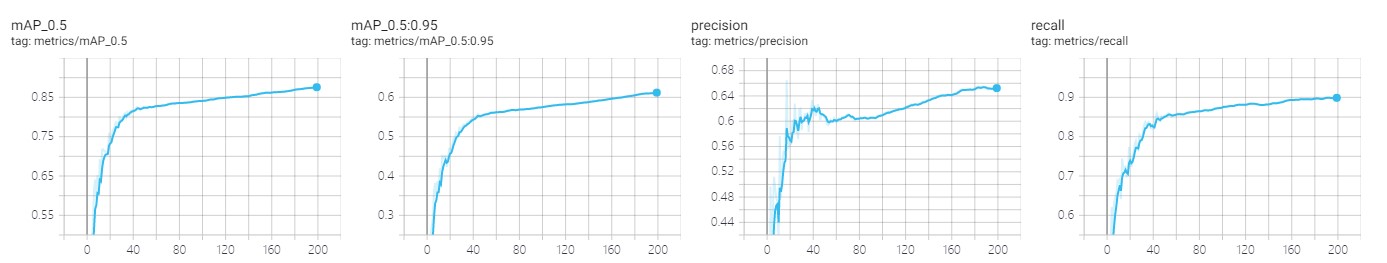 mAP_0.5
tag: metrics/mAP_0.5
0.85
0.75
0.65
0.55
0 40 80 120 160 200
mAP_0.5:0.95
tag: metrics/mAP_0.5:0.95
0.6
0.5
0.4
0.3
0 40 80 120 160 200
precision
tag: metrics/precision
0.68
0.64
0.6
0.56
0.52
0.48
0.44
0 40 80 120 160 200
recall
tag: metrics/recall
0.9
0.8
0.7
0.6
0 40 80 120 160 200